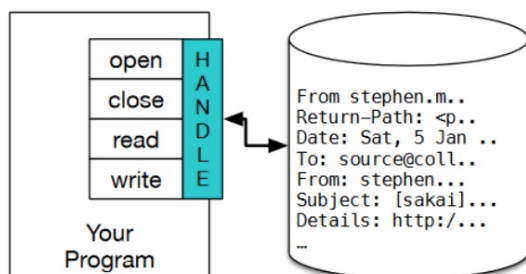 open
close
read
write
HANDLE
Your
Program
From stephen.m..
Return-Path: <p..
Date: Sat, 5 Jan ..
To: source@coll..
From: stephen...
Subject: [sakai]...
Details: http:/...
…